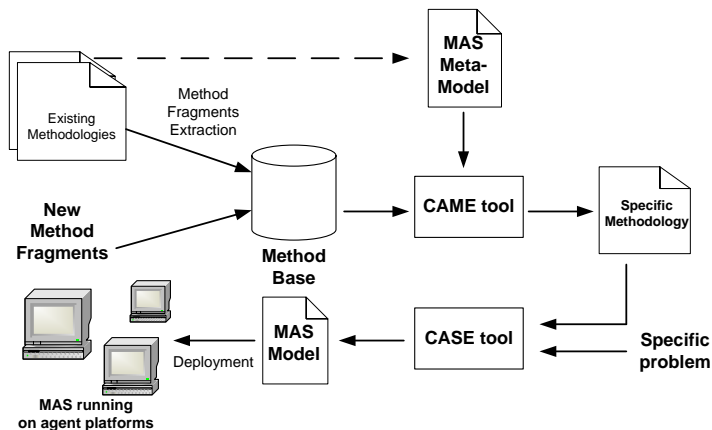 MAS
Meta-
Model
Existing
Methodologies
Method
Fragments
Extraction
New
Method
Fragments
Method
Base
CAME tool
Specific
Methodology
MAS running
on agent platforms
Deployment
MAS
Model
CASE tool
Specific
problem